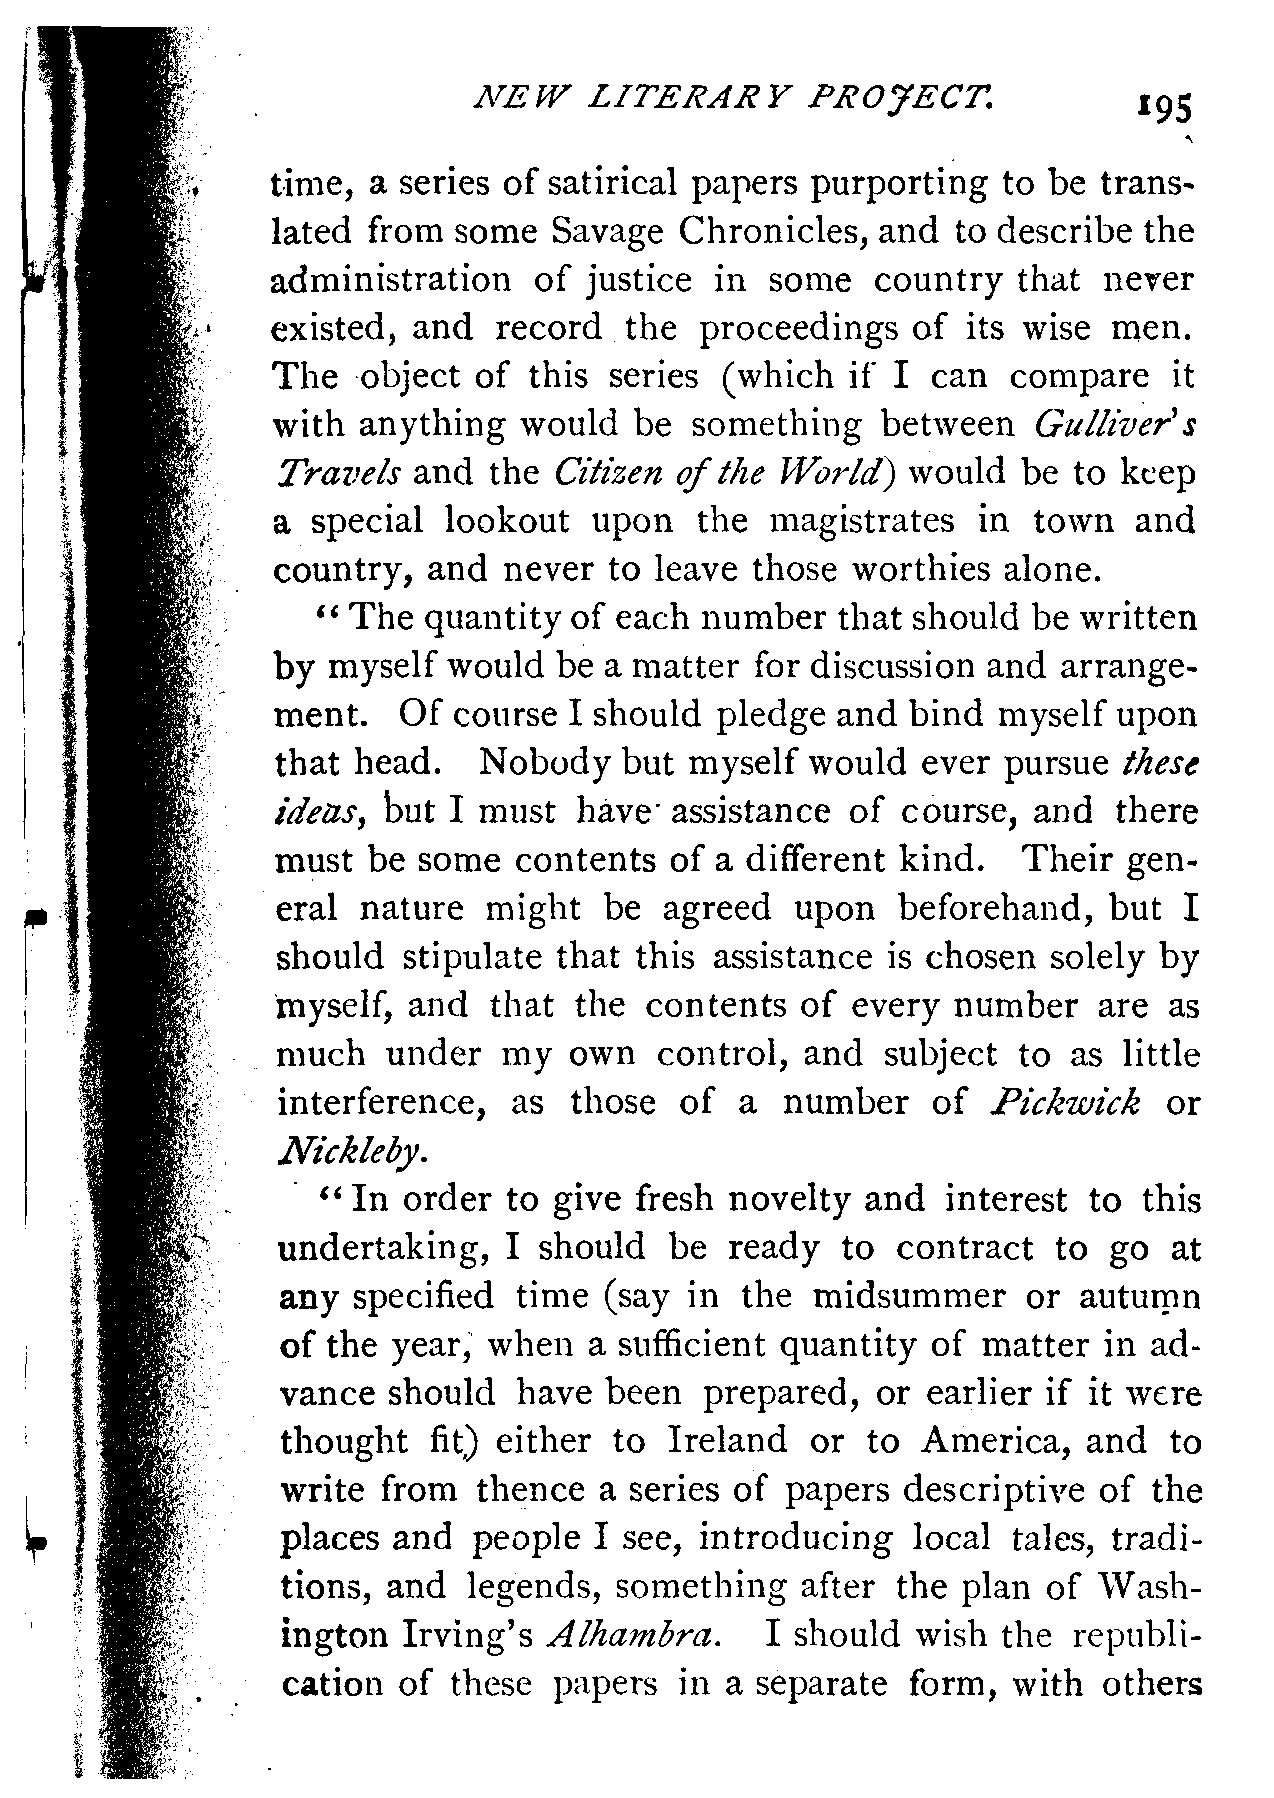 NEW LITERARY PROJECT. 195
time, a series of satirical papers purporting to be trans-
lated from some Savage Chronicles, and to describe the
administration of justice in some country that never
existed, and record the proceedings of its wise men.
The object of this series (which if I can compare it
with anything would be something between Gulliver's
Travels and the Citizen of the World) would be to keep
a special lookout upon the magistrates in town and
country, and never to leave those worthies alone.
“The quantity of each number that should be written
by myself would be a matter for discussion and arrange-
ment. Of course I should pledge and bind myself upon
that head. Nobody but myself would ever pursue these
ideas, but I must have assistance of course, and there
must be some contents of a different kind. Their gen-
eral nature might be agreed upon beforehand, but I
should stipulate that this assistance is chosen solely by
myself, and that the contents of every number are as
much under my own control, and subject to as little
interference, as those of a number of Pickwick or
Nickleby.
“In order to give fresh novelty and interest to this
undertaking, I should be ready to contract to go at
any specified time (say in the midsummer or autumn
of the year, when a sufficient quantity of matter in ad-
vance should have been prepared, or earlier if it were
thought fit) either to Ireland or to America, and to
write from thence a series of papers descriptive of the
places and people I see, introducing local tales, tradi-
tions, and legends, something after the plan of Wash-
ington Irving's Alhambra. I should wish the republi-
cation of these papers in a separate form, with others